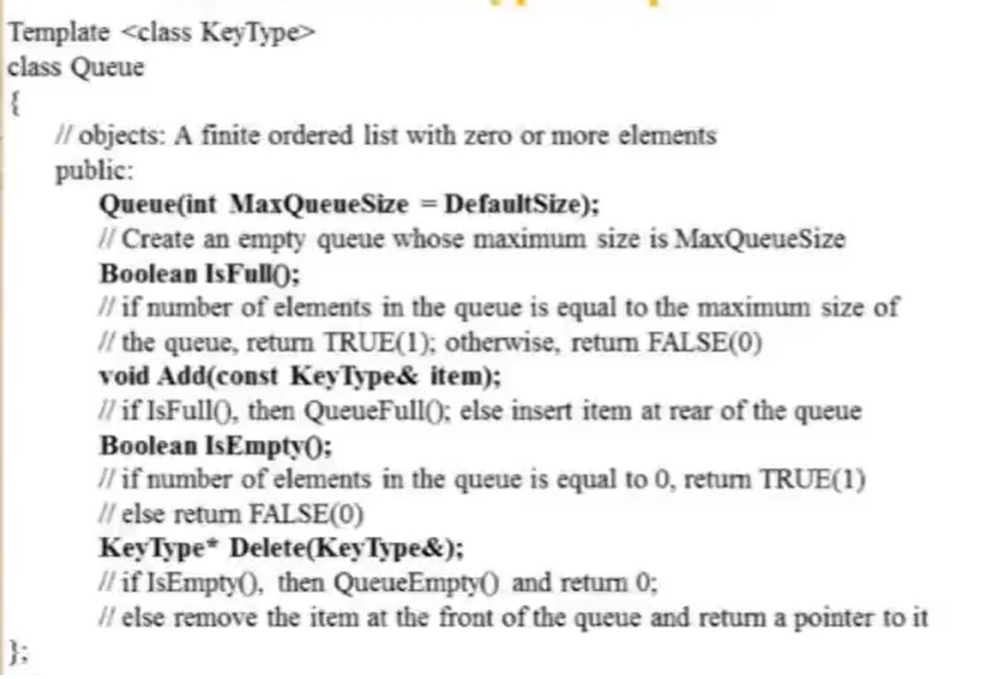 Template <class KeyType>
class Queue
{
// objects: A finite ordered list with zero or more elements
public:
Queue(int MaxQueueSize = DefaultSize);
// Create an empty queue whose maximum size is MaxQueueSize
Boolean IsFull();
// if number of elements in the queue is equal to the maximum size of
// the queue, return TRUE(1); otherwise, return FALSE(0)
void Add(const KeyType& item);
// if IsFull(), then QueueFull(); else insert item at rear of the queue
Boolean IsEmpty();
// if number of elements in the queue is equal to 0, return TRUE(1)
// else return FALSE(0)
KeyType* Delete(KeyType&);
// if IsEmpty(), then QueueEmpty() and return 0;
// else remove the item at the front of the queue and return a pointer to it
};